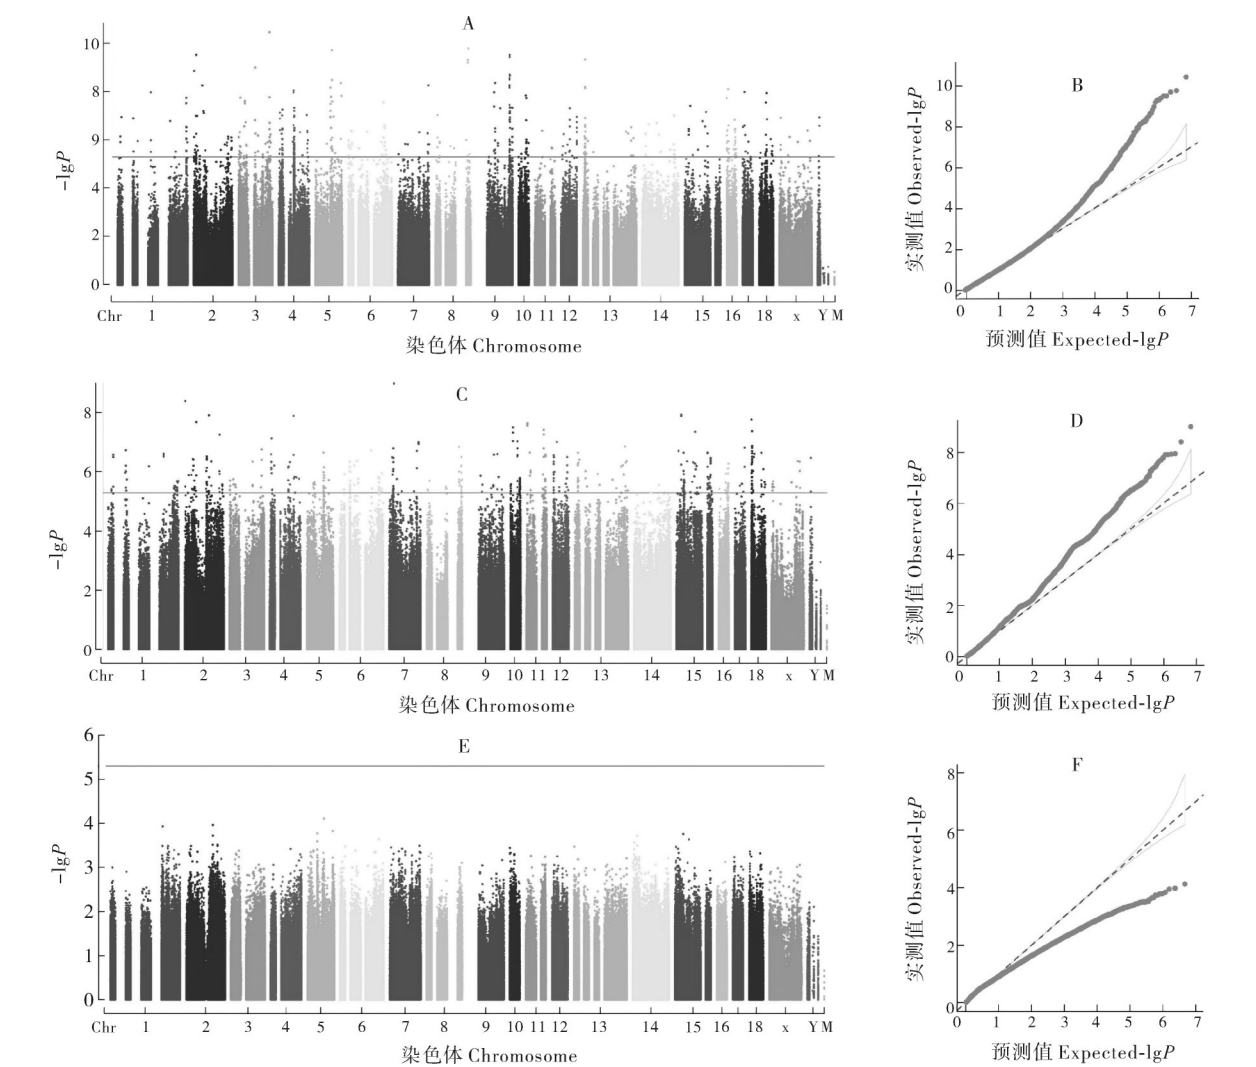 A
10
8
9
4
2
0
-lgP
Chr 1 2 3 4 5 6 7 8 9 10 11 12 13 14 15 16 18 x Y M
染色体 Chromosome
B
10
8
6
4
2
0
实测值 Observed-lgP
0 1 2 3 4 5 6 7
预测值 Expected-lgP
C
8
6
4
2
0
-lgP
Chr 1 2 3 4 5 6 7 8 9 10 11 12 13 14 15 16 18 x Y M
染色体 Chromosome
D
8
6
4
2
0
实测值 Observed-lgP
0 1 2 3 4 5 6 7
预测值 Expected-lgP
E
6
5
4
3
2
1
0
-lgP
Chr 1 2 3 4 5 6 7 8 9 10 11 12 13 14 15 16 18 x Y M
染色体 Chromosome
F
8
6
4
2
0
实测值 Observed-lgP
0 1 2 3 4 5 6 7
预测值 Expected-lgP